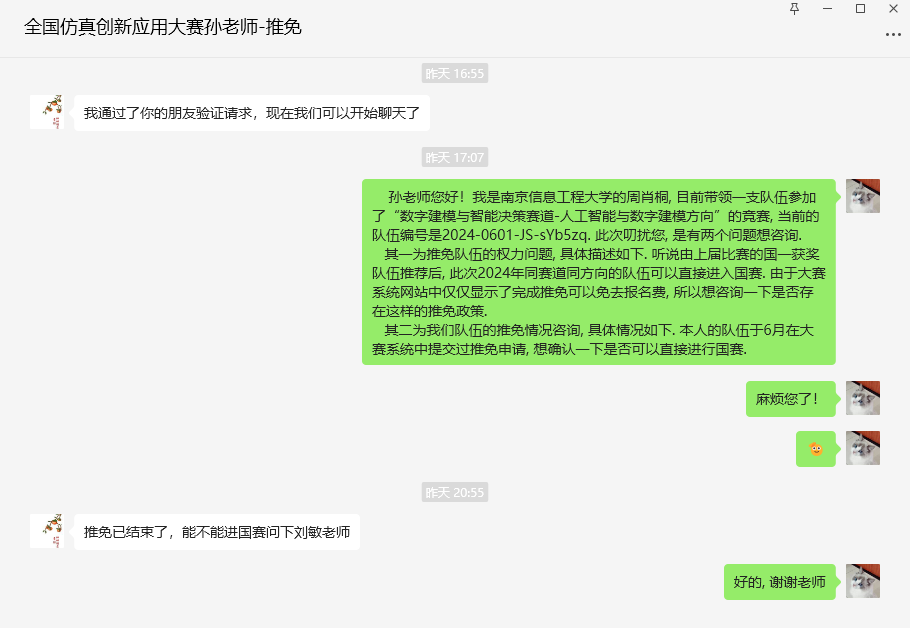 全国仿真创新应用大赛孙老师-推免
昨天 16:55
我通过了你的朋友验证请求，现在我们可以开始聊天了
昨天 17:07
孙老师您好！我是南京信息工程大学的周肖桐, 目前带领一支队伍参加
了“数字建模与智能决策赛道-人工智能与数字建模方向”的竞赛, 当前的
队伍编号是2024-0601-JS-sYb5zq. 此次叨扰您, 是有两个问题想咨询.
其一为推免队伍的权力问题, 具体描述如下. 听说由上届比赛的国一获奖
队伍推荐后, 此次2024年同赛道同方向的队伍可以直接进入国赛. 由于大赛
系统网站中仅仅显示了完成推免可以免去报名费, 所以想咨询一下是否存
在这样的推免政策.
其二为我们队伍的推免情况咨询, 具体情况如下. 本人的队伍于6月在大
赛系统中提交过推免申请, 想确认一下是否可以直接进行国赛.
麻烦您了！
昨天 20:55
推免已结束了，能不能进国赛问下刘敏老师
好的, 谢谢老师